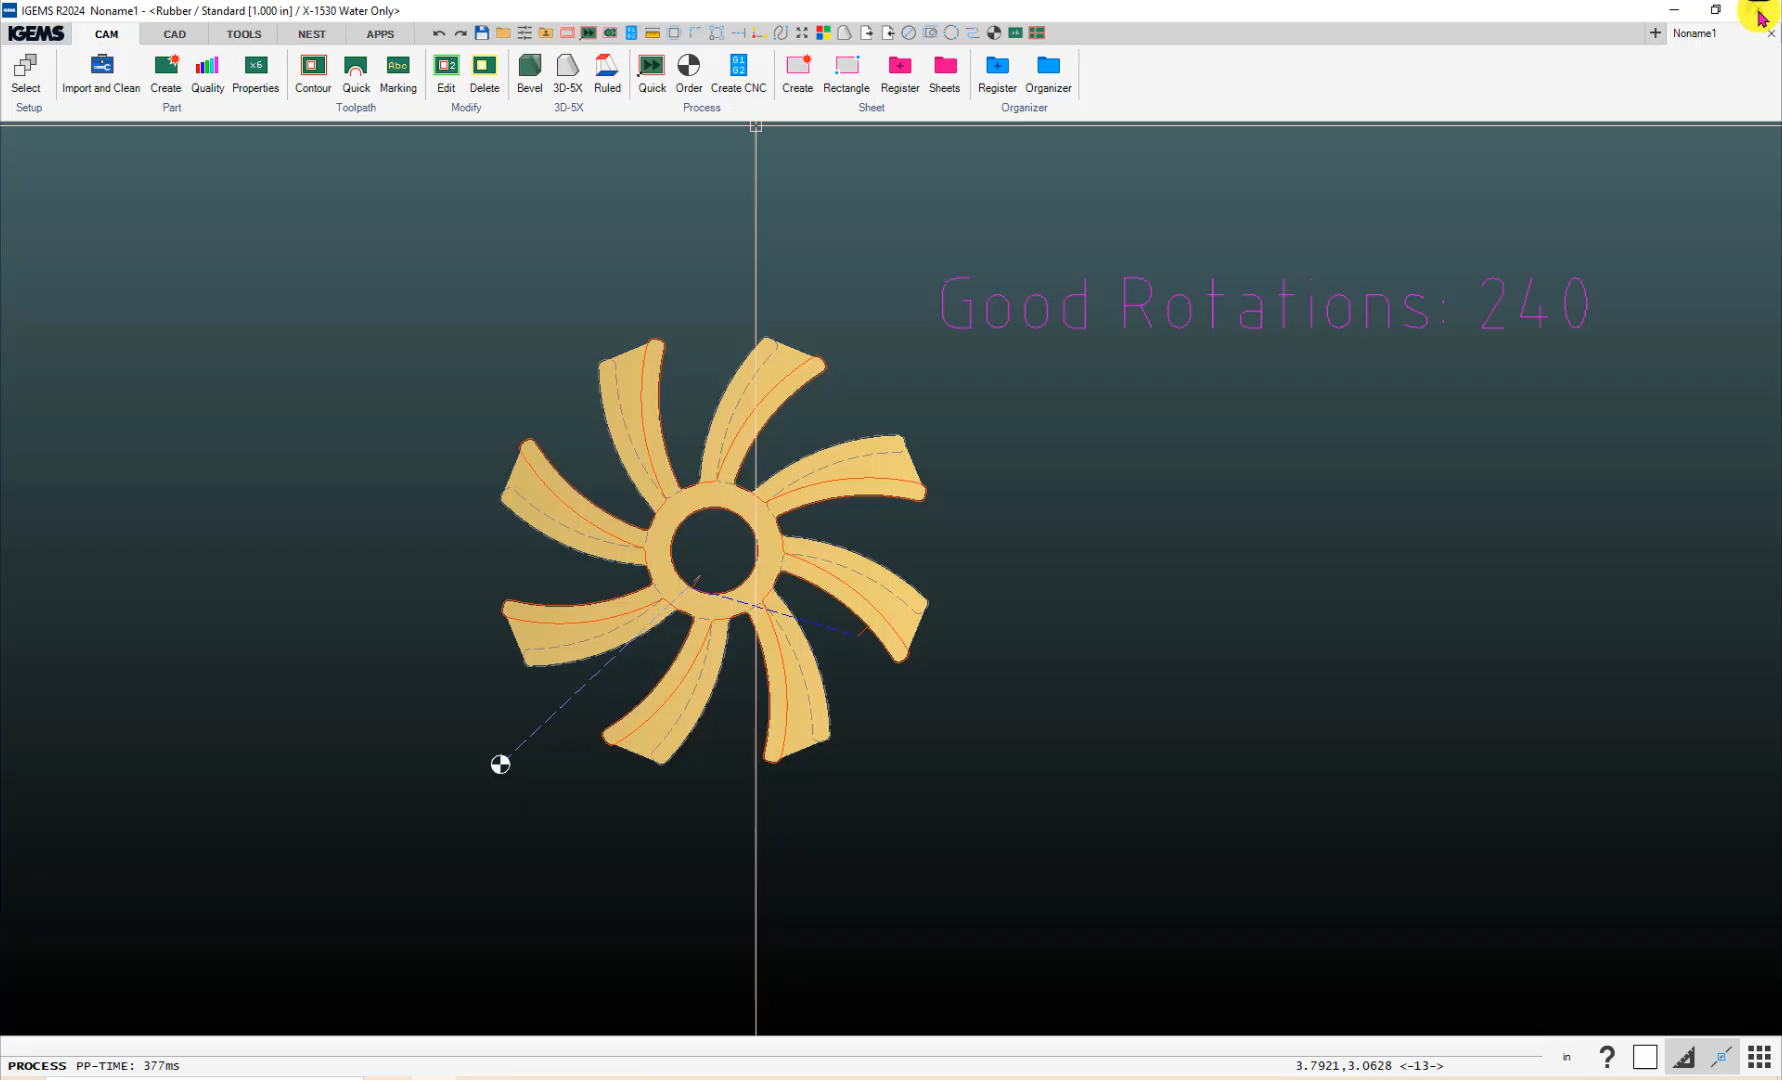 IGEMS R2024 Noname1 - <Rubber / Standard [1.000 in] / X-1530 Water Only>
IGEMS CAM CAD TOOLS NEST APPS + Noname1
Select Import and Clean Create Quality Properties Contour Quick Marking Edit Delete Bevel 3D-5X Ruled Quick Order Create CNC Create Rectangle Register Sheets Register Organizer
Setup Part Toolpath Modify 3D-5X Process Sheet Organizer
Good Rotations: 240
PROCESS PP-TIME: 377ms 3.7921,3.0628 <-13-> in ?